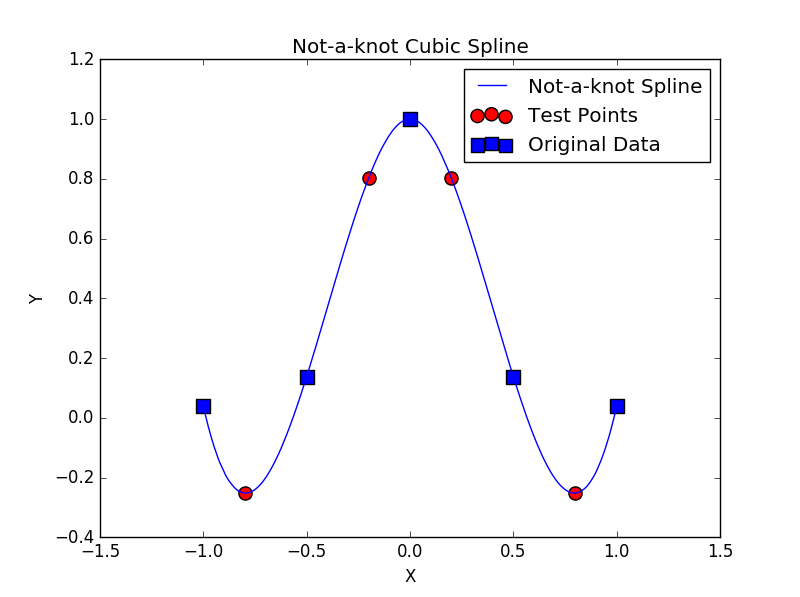 Not-a-knot Cubic Spline
1.2
1.0
0.8
0.6
0.4
0.2
0.0
−0.2
−0.4
Y
Not-a-knot Spline
Test Points
Original Data
−1.5 −1.0 −0.5 0.0 0.5 1.0 1.5
X